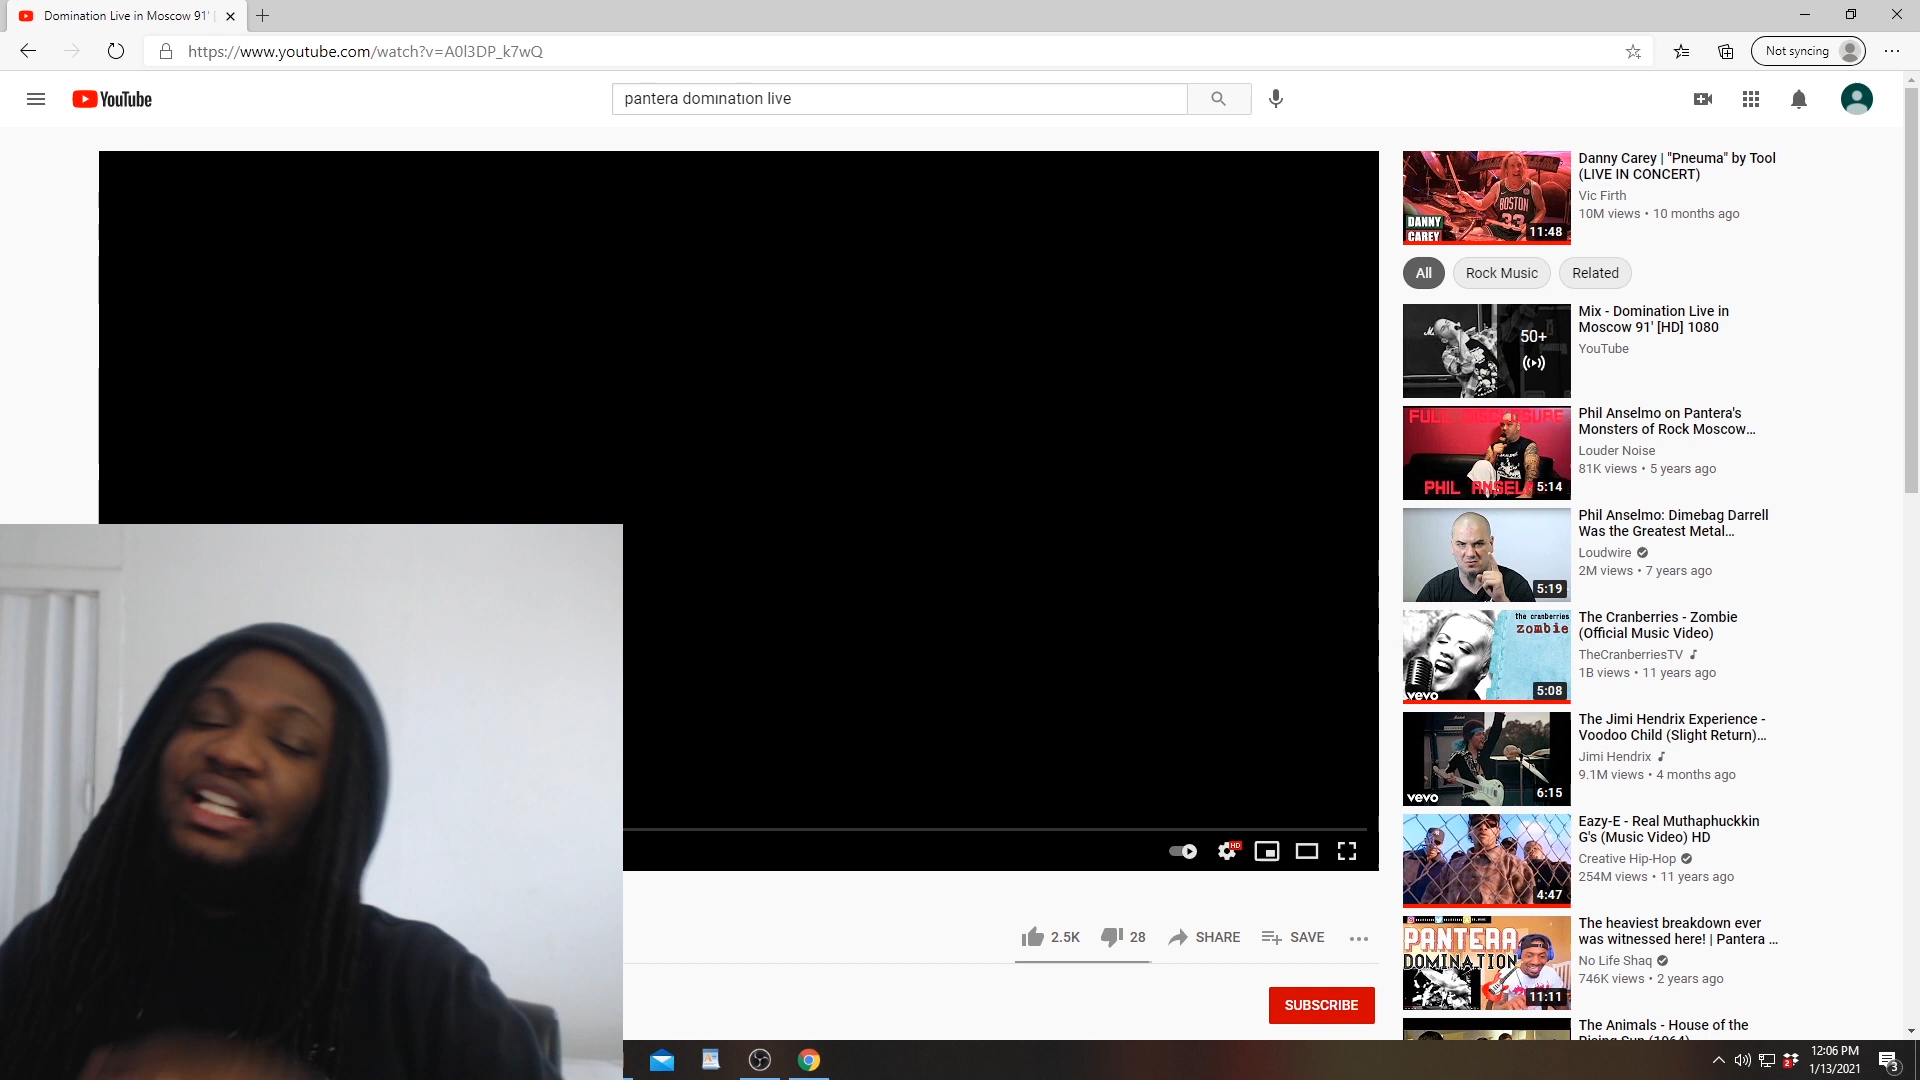 Domination Live in Moscow 91'
https://www.youtube.com/watch?v=A0l3DP_k7wQ
Not syncing
YouTube
pantera domination live
Danny Carey | "Pneuma" by Tool
(LIVE IN CONCERT)
Vic Firth
10M views • 10 months ago
BOSTON
33
DANNY
CAREY
11:48
All
Rock Music
Related
Mix - Domination Live in
Moscow 91' [HD] 1080
YouTube
50+
Phil Anselmo on Pantera's
Monsters of Rock Moscow...
Louder Noise
81K views • 5 years ago
5:14
Phil Anselmo: Dimebag Darrell
Was the Greatest Metal...
Loudwire
2M views • 7 years ago
5:19
The Cranberries - Zombie
(Official Music Video)
TheCranberriesTV
1B views • 11 years ago
the cranberries
zombie
vevo
5:08
The Jimi Hendrix Experience -
Voodoo Child (Slight Return)...
Jimi Hendrix
9.1M views • 4 months ago
vevo
6:15
Eazy-E - Real Muthaphuckkin
G's (Music Video) HD
Creative Hip-Hop
254M views • 11 years ago
4:47
The heaviest breakdown ever
was witnessed here! | Pantera ...
No Life Shaq
746K views • 2 years ago
PANTERA
DOMINATION
11:11
The Animals - House of the
HD
2.5K
28
SHARE
SAVE
SUBSCRIBE
12:06 PM
1/13/2021
2
3